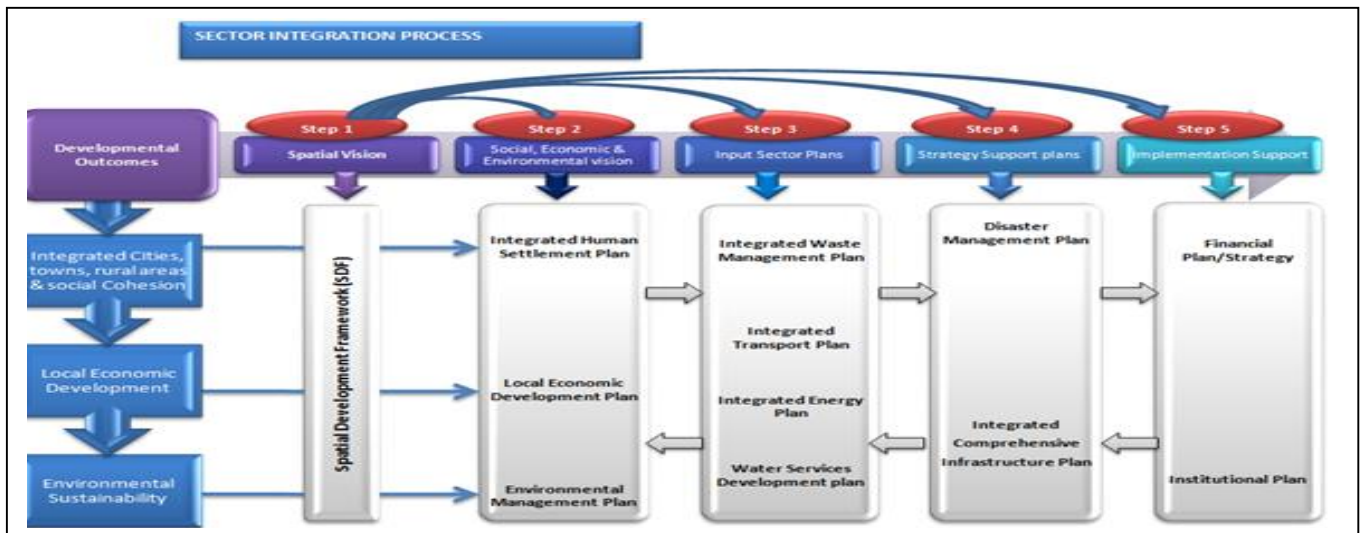 SECTOR INTEGRATION PROCESS
Developmental
Outcomes
Step 1
Spatial Vision
Step 2
Social, Economic &
Environmental vision
Step 3
Input Sector Plans
Step 4
Strategy Support plans
Step 5
Implementation Support
Integrated Cities,
towns, rural areas
& social Cohesion
Local Economic
Development
Environmental
Sustainability
Spatial Development Framework (SDF)
Integrated Human
Settlement Plan
Local Economic
Development Plan
Environmental
Management Plan
Integrated Waste
Management Plan
Integrated
Transport Plan
Integrated Energy
Plan
Water Services
Development plan
Disaster
Management Plan
Integrated
Comprehensive
Infrastructure Plan
Financial
Plan/Strategy
Institutional Plan